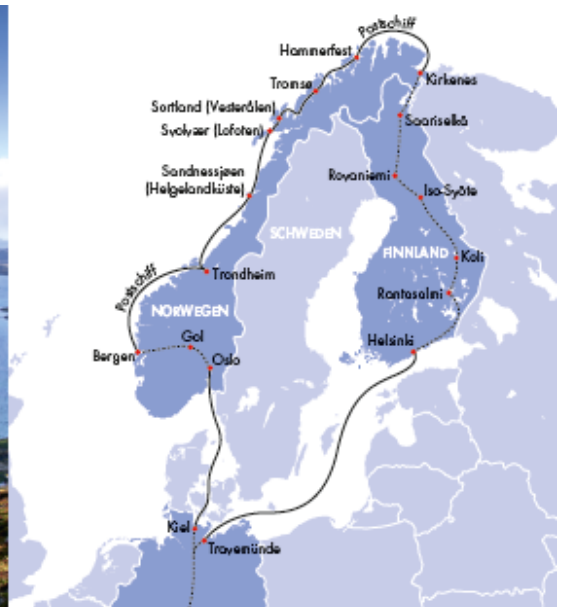 Postschiff
Hammerfest
Kirkenes
Tromsø
Sortland (Vesterålen)
Saariselkä
Svolvær (Lofoten)
Sandnessjøen
(Helgelandküste)
Rovaniemi
Iso-Syöte
SCHWEDEN
FINNLAND
Koli
Trondheim
Rantasalmi
Postschiff
NORWEGEN
Gol
Helsinki
Bergen
Oslo
Kiel
Travemünde